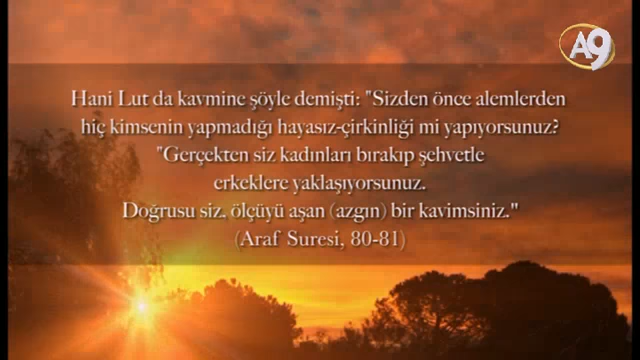 A9
Hani Lut da kavmine şöyle demişti: "Sizden önce alemlerden
hiç kimsenin yapmadığı hayasız-çirkinliği mi yapıyorsunuz?
"Gerçekten siz kadınları bırakıp şehvetle
erkeklere yaklaşıyorsunuz.
Doğrusu siz. ölçüyü aşan (azgın) bir kavimsiniz."
(Araf Suresi, 80-81)